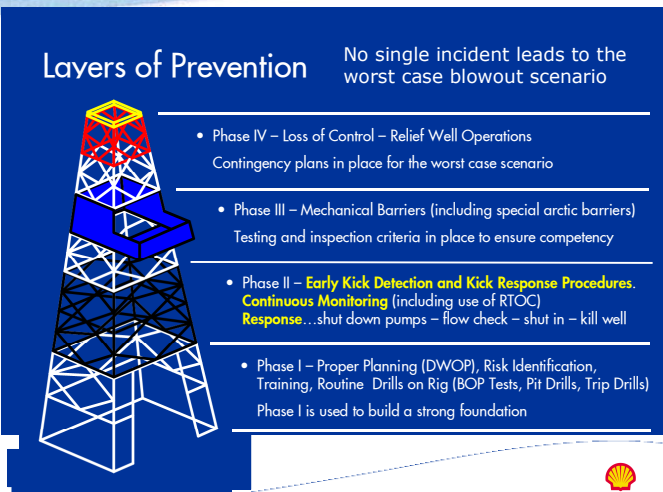 Layers of Prevention
No single incident leads to the
worst case blowout scenario
• Phase IV – Loss of Control – Relief Well Operations
Contingency plans in place for the worst case scenario
• Phase III – Mechanical Barriers (including special arctic barriers)
Testing and inspection criteria in place to ensure competency
• Phase II – Early Kick Detection and Kick Response Procedures.
Continuous Monitoring (including use of RTOC)
Response…shut down pumps – flow check – shut in – kill well
• Phase I – Proper Planning (DWOP), Risk Identification,
Training, Routine Drills on Rig (BOP Tests, Pit Drills, Trip Drills)
Phase I is used to build a strong foundation